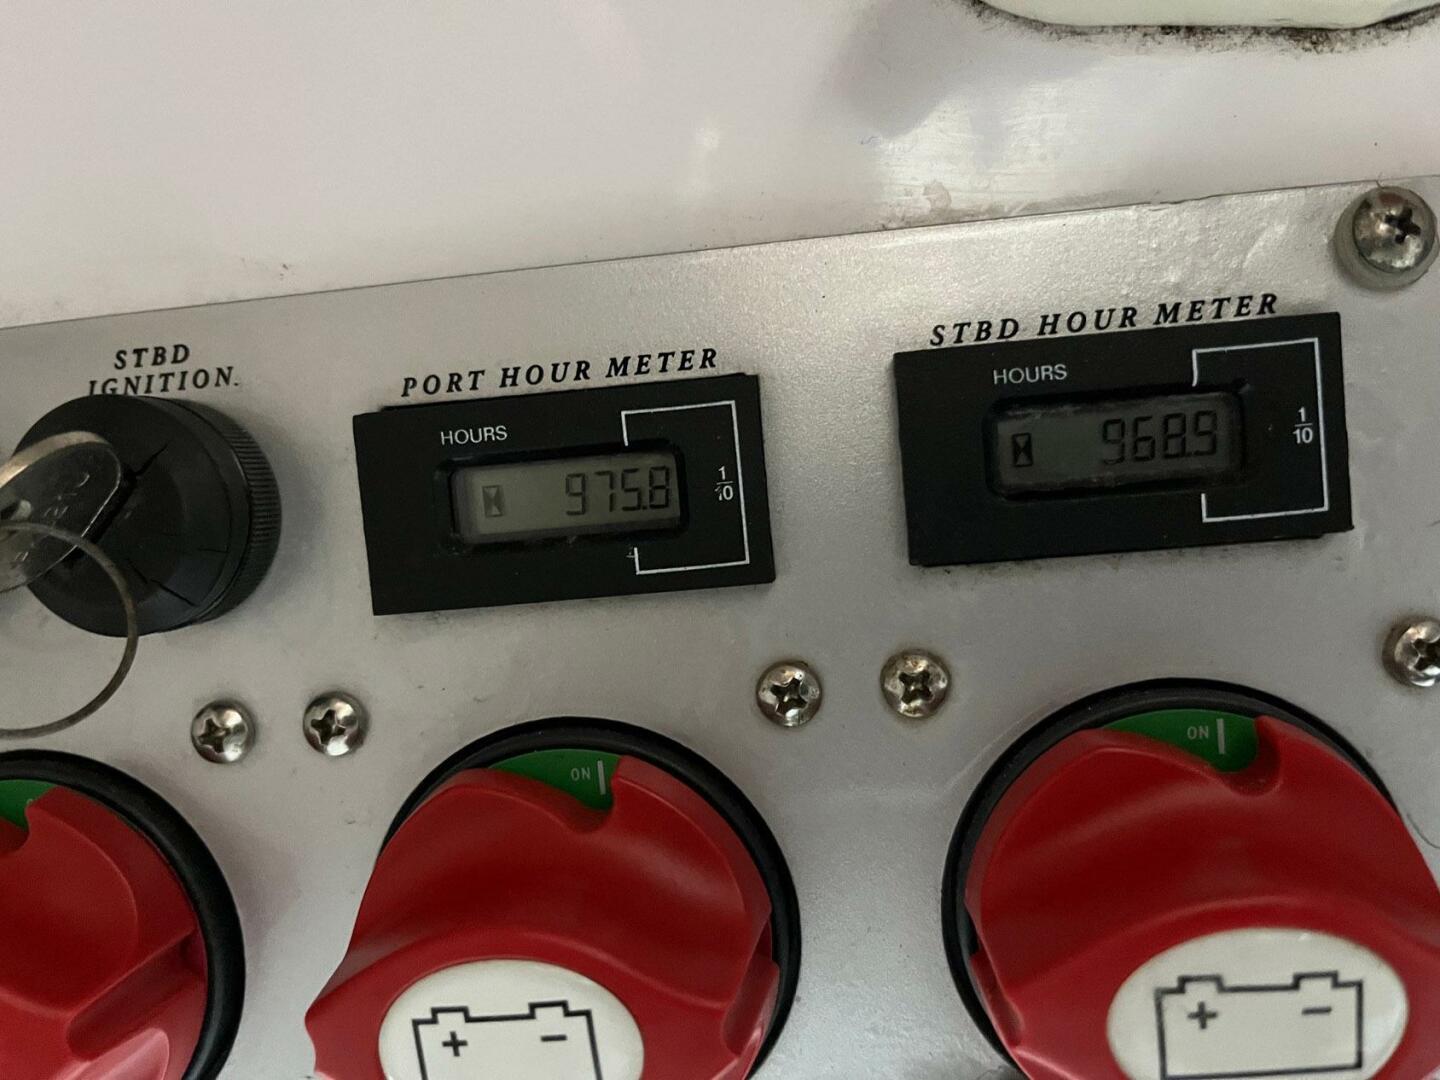 STBD
IGNITION.
PORT HOUR METER
HOURS
975.8
1
10
STBD HOUR METER
HOURS
968.9
1
10
ON
ON
+ -
+ -